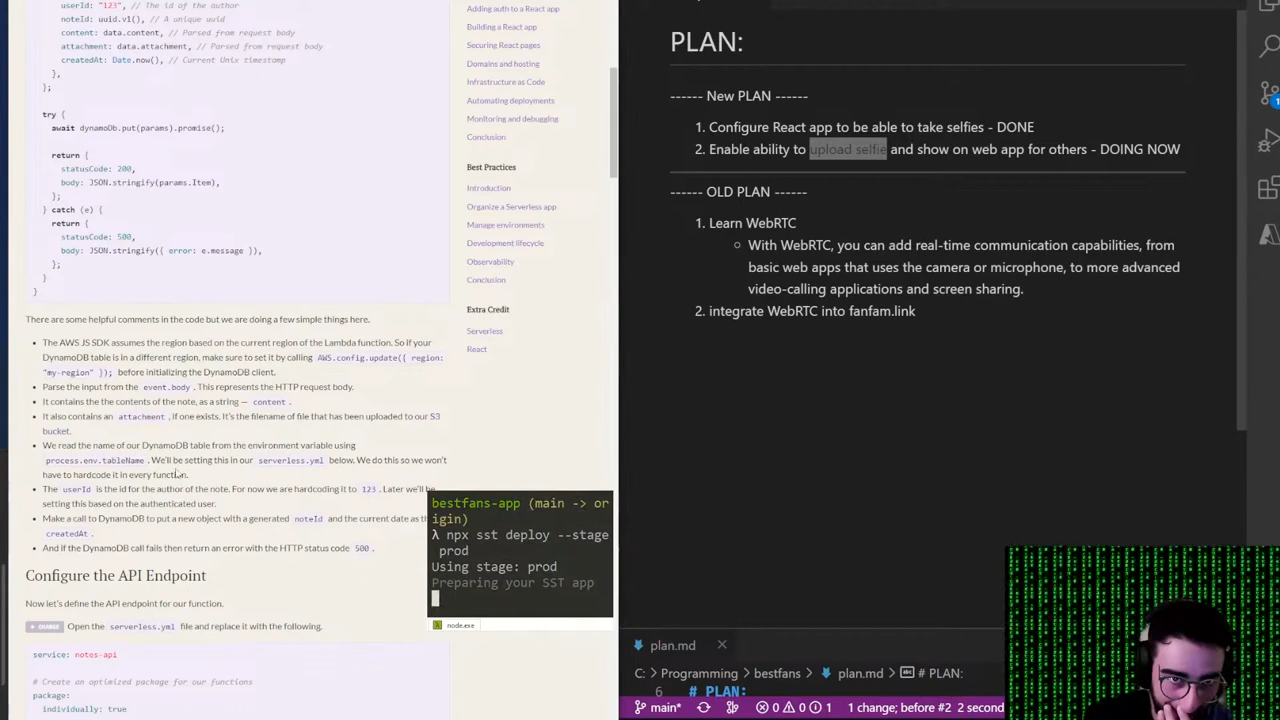 userId: "123", // The id of the author
noteId: uuid.v1(), // A unique uuid
content: data.content, // Parsed from request body
attachment: data.attachment, // Parsed from request body
createdAt: Date.now(), // Current Unix timestamp
},
};
try {
await dynamoDb.put(params).promise();
return {
statusCode: 200,
body: JSON.stringify(params.Item),
};
} catch (e) {
return {
statusCode: 500,
body: JSON.stringify({ error: e.message }),
};
}
}
There are some helpful comments in the code but we are doing a few simple things here.
• The AWS JS SDK assumes the region based on the current region of the Lambda function. So if your
DynamoDB table is in a different region, make sure to set it by calling AWS.config.update({ region:
"my-region" }); before initializing the DynamoDB client.
• Parse the input from the event.body. This represents the HTTP request body.
• It contains the the contents of the note, as a string — content.
• It also contains an attachment, if one exists. It's the filename of file that has been uploaded to our S3
bucket.
• We read the name of our DynamoDB table from the environment variable using
process.env.tableName. We'll be setting this in our serverless.yml below. We do this so we won't
have to hardcode it in every function.
• The userId is the id for the author of the note. For now we are hardcoding it to 123. Later we'll be
setting this based on the authenticated user.
• Make a call to DynamoDB to put a new object with a generated noteId and the current date as the
createdAt.
• And if the DynamoDB call fails then return an error with the HTTP status code 500.
Configure the API Endpoint
Now let's define the API endpoint for our function.
CHANGE Open the serverless.yml file and replace it with the following.
service: notes-api
# Create an optimized package for our functions
package:
individually: true
Adding auth to a React app
Building a React app
Securing React pages
Domains and hosting
Infrastructure as Code
Automating deployments
Monitoring and debugging
Conclusion
Best Practices
Introduction
Organize a Serverless app
Manage environments
Development lifecycle
Observability
Conclusion
Extra Credit
Serverless
React
bestfans-app (main -> or
igin)
λ npx sst deploy --stage
prod
Using stage: prod
Preparing your SST app
node.exe
PLAN:
------ New PLAN ------
1. Configure React app to be able to take selfies - DONE
2. Enable ability to upload selfie and show on web app for others - DOING NOW
------ OLD PLAN ------
1. Learn WebRTC
○ With WebRTC, you can add real-time communication capabilities, from
basic web apps that uses the camera or microphone, to more advanced
video-calling applications and screen sharing.
2. integrate WebRTC into fanfam.link
plan.md
C: > Programming > bestfans > plan.md > # PLAN:
6 # PLAN:
main* 0 0 1 1 change; before #2 2 second
1